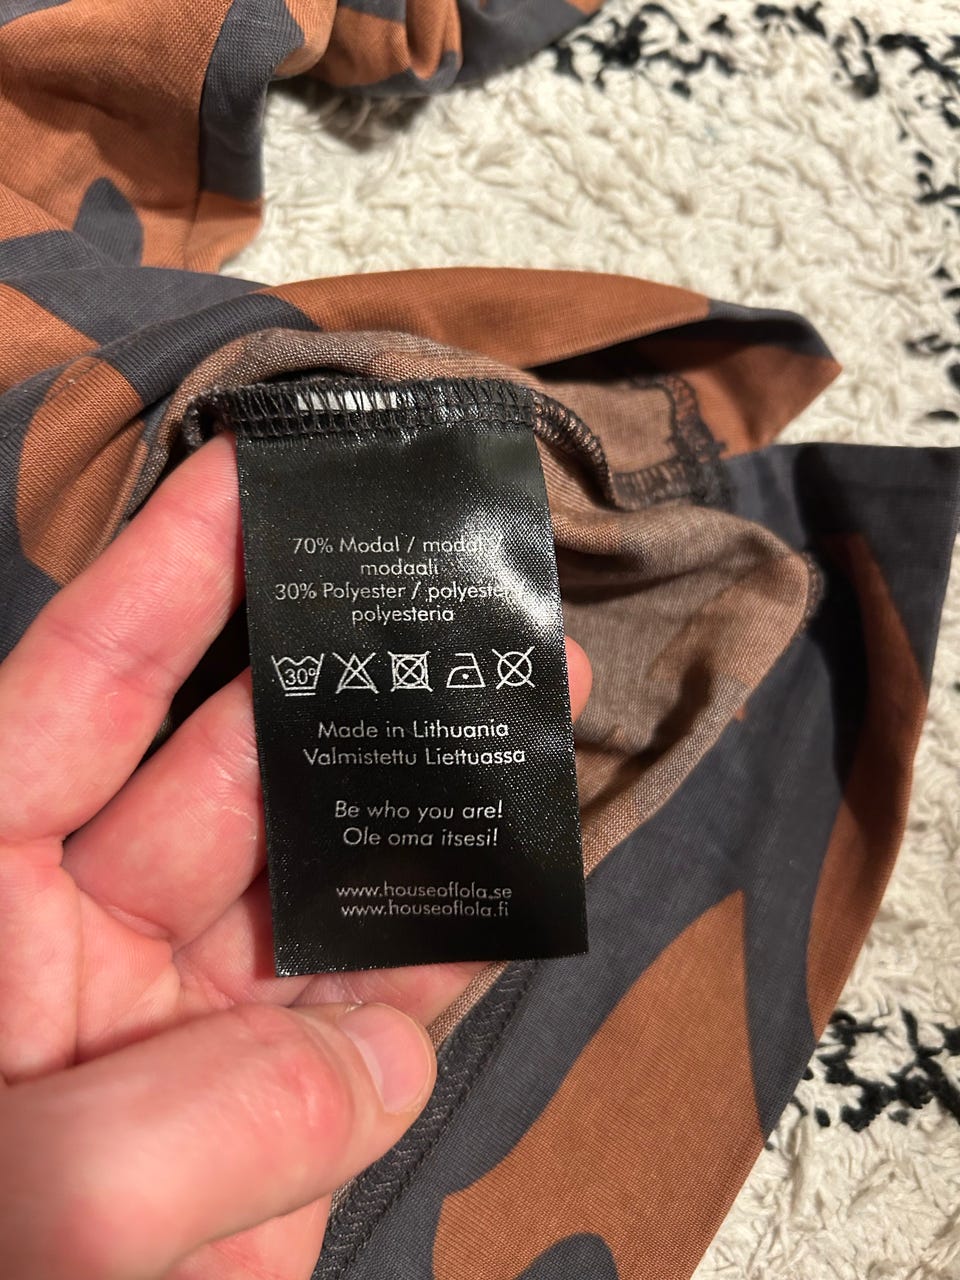 70% Modal / modal /
modaali
30% Polyester / polyester
polyesteria
30°
Made in Lithuania
Valmistettu Liettuassa
Be who you are!
Ole oma itsesi!
www.houseoflola.se
www.houseoflola.fi